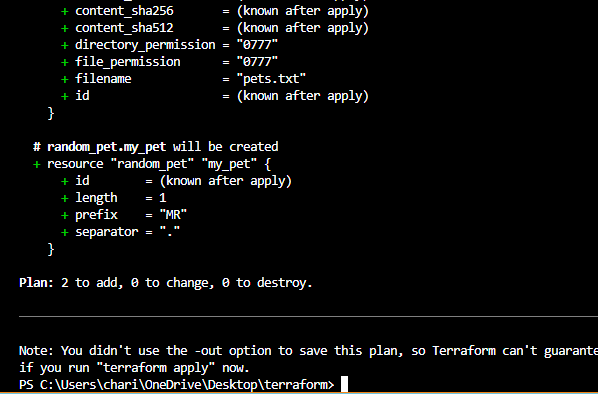 + content_sha256       = (known after apply)
+ content_sha512       = (known after apply)
+ directory_permission = "0777"
+ file_permission      = "0777"
+ filename             = "pets.txt"
+ id                   = (known after apply)
}
# random_pet.my_pet will be created
+ resource "random_pet" "my_pet" {
+ id        = (known after apply)
+ length    = 1
+ prefix    = "MR"
+ separator = "."
}
Plan: 2 to add, 0 to change, 0 to destroy.
Note: You didn't use the -out option to save this plan, so Terraform can't guarante
if you run "terraform apply" now.
PS C:\Users\chari\OneDrive\Desktop\terraform>